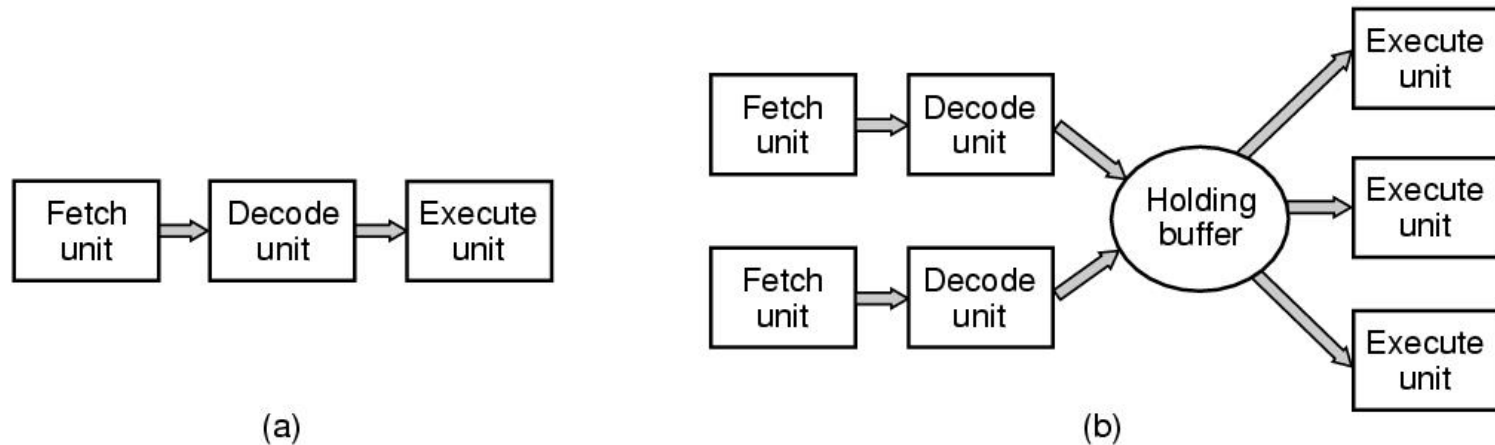 Fetch
unit
Decode
unit
Execute
unit
(a)
Fetch
unit
Decode
unit
Fetch
unit
Decode
unit
Holding
buffer
Execute
unit
Execute
unit
Execute
unit
(b)